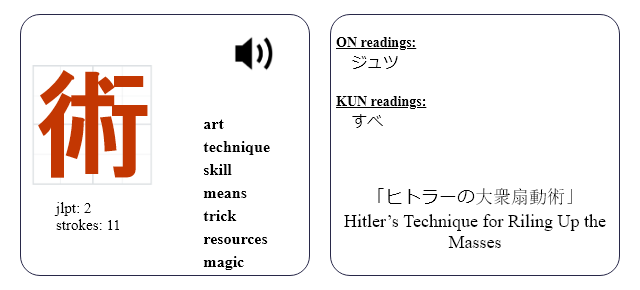 術
jlpt: 2
strokes: 11
art
technique
skill
means
trick
resources
magic
ON readings:
ジュツ
KUN readings:
すべ
「ヒトラーの大衆扇動術」
Hitler’s Technique for Riling Up the
Masses